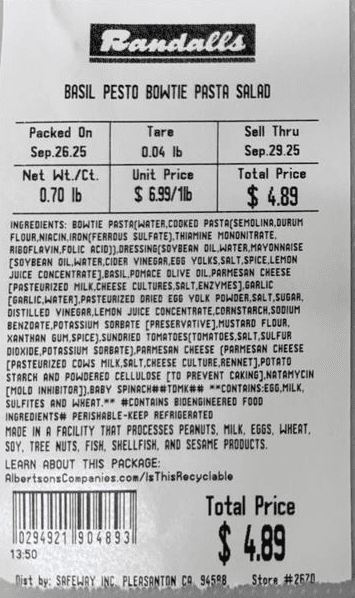 Randalls
BASIL PESTO BOWTIE PASTA SALAD
Packed On Tare Sell Thru
Sep.26.25 0.04 lb Sep.29.25
Net Wt./Ct. Unit Price Total Price
0.70 lb $ 6.99/1lb $ 4.89
INGREDIENTS: BOWTIE PASTA(WATER,COOKED PASTA(SEMOLINA,DURUM
FLOUR,NIACIN,IRON(FERROUS SULFATE),THIAMINE MONONITRATE,
RIBOFLAVIN,FOLIC ACID)),DRESSING(SOYBEAN OIL,WATER,MAYONNAISE
[SOYBEAN OIL,WATER,CIDER VINEGAR,EGG YOLKS,SALT,SPICE,LEMON
JUICE CONCENTRATE],BASIL,POMACE OLIVE OIL,PARMESAN CHEESE
[PASTEURIZED MILK,CHEESE CULTURES,SALT,ENZYMES],GARLIC
[GARLIC,WATER],PASTEURIZED DRIED EGG YOLK POWDER,SALT,SUGAR,
DISTILLED VINEGAR,LEMON JUICE CONCENTRATE,CORNSTARCH,SODIUM
BENZOATE,POTASSIUM SORBATE [PRESERVATIVE],MUSTARD FLOUR,
XANTHAN GUM,SPICE),SUNDRIED TOMATOES(TOMATOES,SALT,SULFUR
DIOXIDE,POTASSIUM SORBATE),PARMESAN CHEESE (PARMESAN CHEESE
[PASTEURIZED COWS MILK,SALT,CHEESE CULTURE,RENNET],POTATO
STARCH AND POWDERED CELLULOSE [TO PREVENT CAKING],NATAMYCIN
[MOLD INHIBITOR]),BABY SPINACH##TOMK## **CONTAINS:EGG,MILK,
SULFITES AND WHEAT.** #CONTAINS BIOENGINEERED FOOD
INGREDIENTS# PERISHABLE-KEEP REFRIGERATED
MADE IN A FACILITY THAT PROCESSES PEANUTS, MILK, EGGS, WHEAT,
SOY, TREE NUTS, FISH, SHELLFISH, AND SESAME PRODUCTS.
LEARN ABOUT THIS PACKAGE:
AlbertsonsCompanies.com/IsThisRecyclable
Total Price
$ 4.89
0294921 904893
13:50
Dist by: SAFEWAY INC. PLEASANTON CA 94588 Store #2670